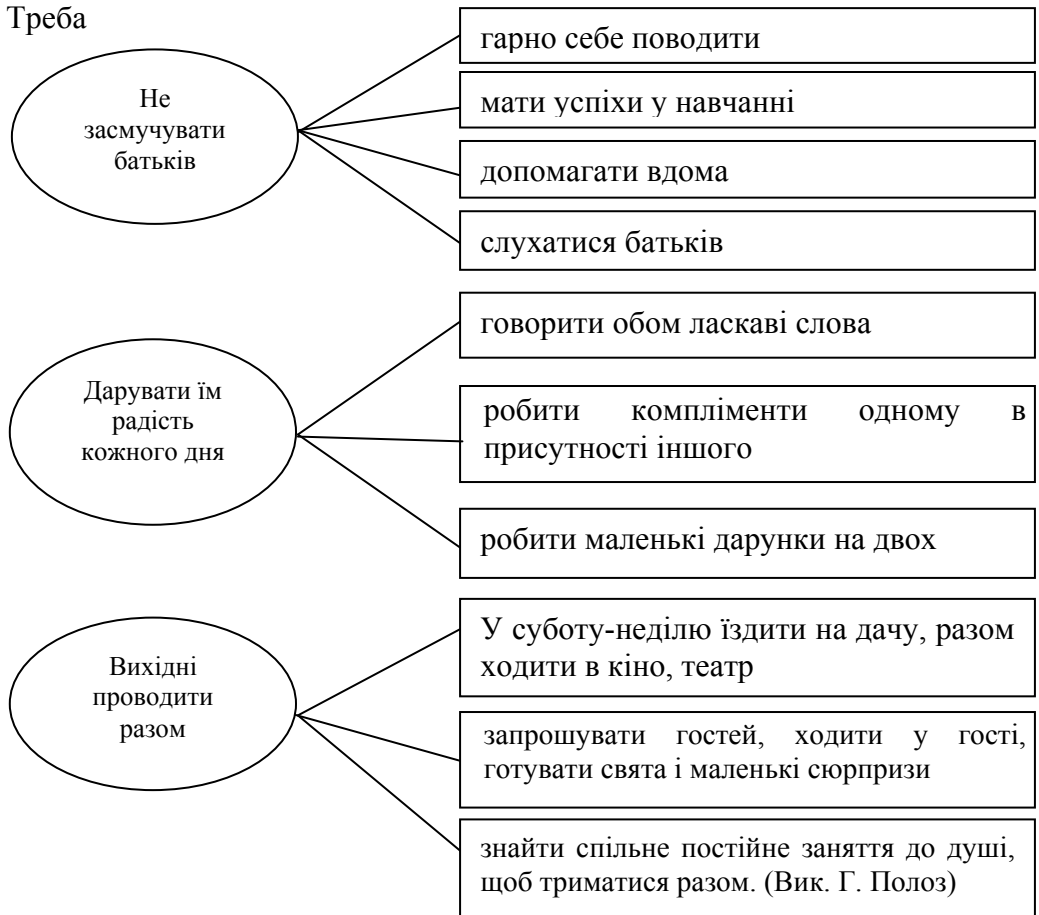 Треба
Не
засмучувати
батьків
гарно себе поводити
мати успіхи у навчанні
допомагати вдома
слухатися батьків
Дарувати їм
радість
кожного дня
говорити обом ласкаві слова
робити компліменти одному в
присутності іншого
робити маленькі дарунки на двох
Вихідні
проводити
разом
У суботу-неділю їздити на дачу, разом
ходити в кіно, театр
запрошувати гостей, ходити у гості,
готувати свята і маленькі сюрпризи
знайти спільне постійне заняття до душі,
щоб триматися разом. (Вик. Г. Полоз)